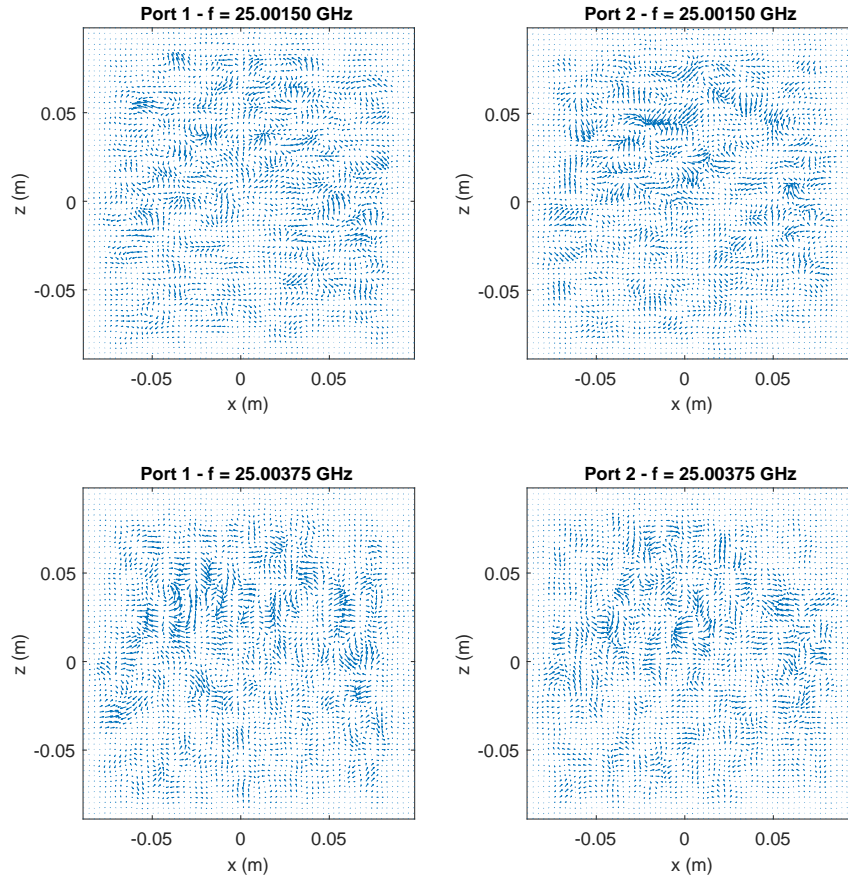 Port 1 - f = 25.00150 GHz
z (m)
0.05
0
-0.05
-0.05 0 0.05
x (m)
Port 2 - f = 25.00150 GHz
z (m)
0.05
0
-0.05
-0.05 0 0.05
x (m)
Port 1 - f = 25.00375 GHz
z (m)
0.05
0
-0.05
-0.05 0 0.05
x (m)
Port 2 - f = 25.00375 GHz
z (m)
0.05
0
-0.05
-0.05 0 0.05
x (m)